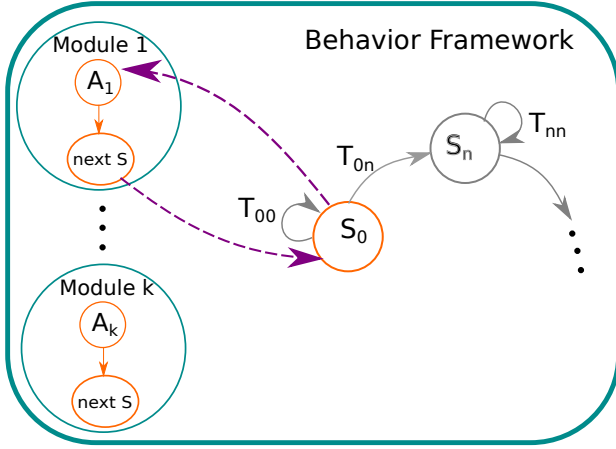 Behavior Framework
Module 1
A1
next S
Module k
Ak
next S
T00
S0
T0n
Sn
Tnn